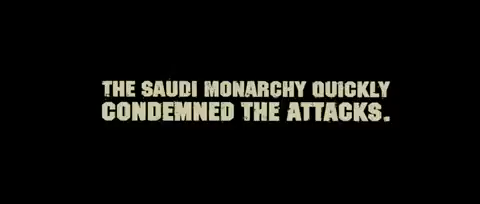 THE SAUDI MONARCHY QUICKLY
CONDEMNED THE ATTACKS.